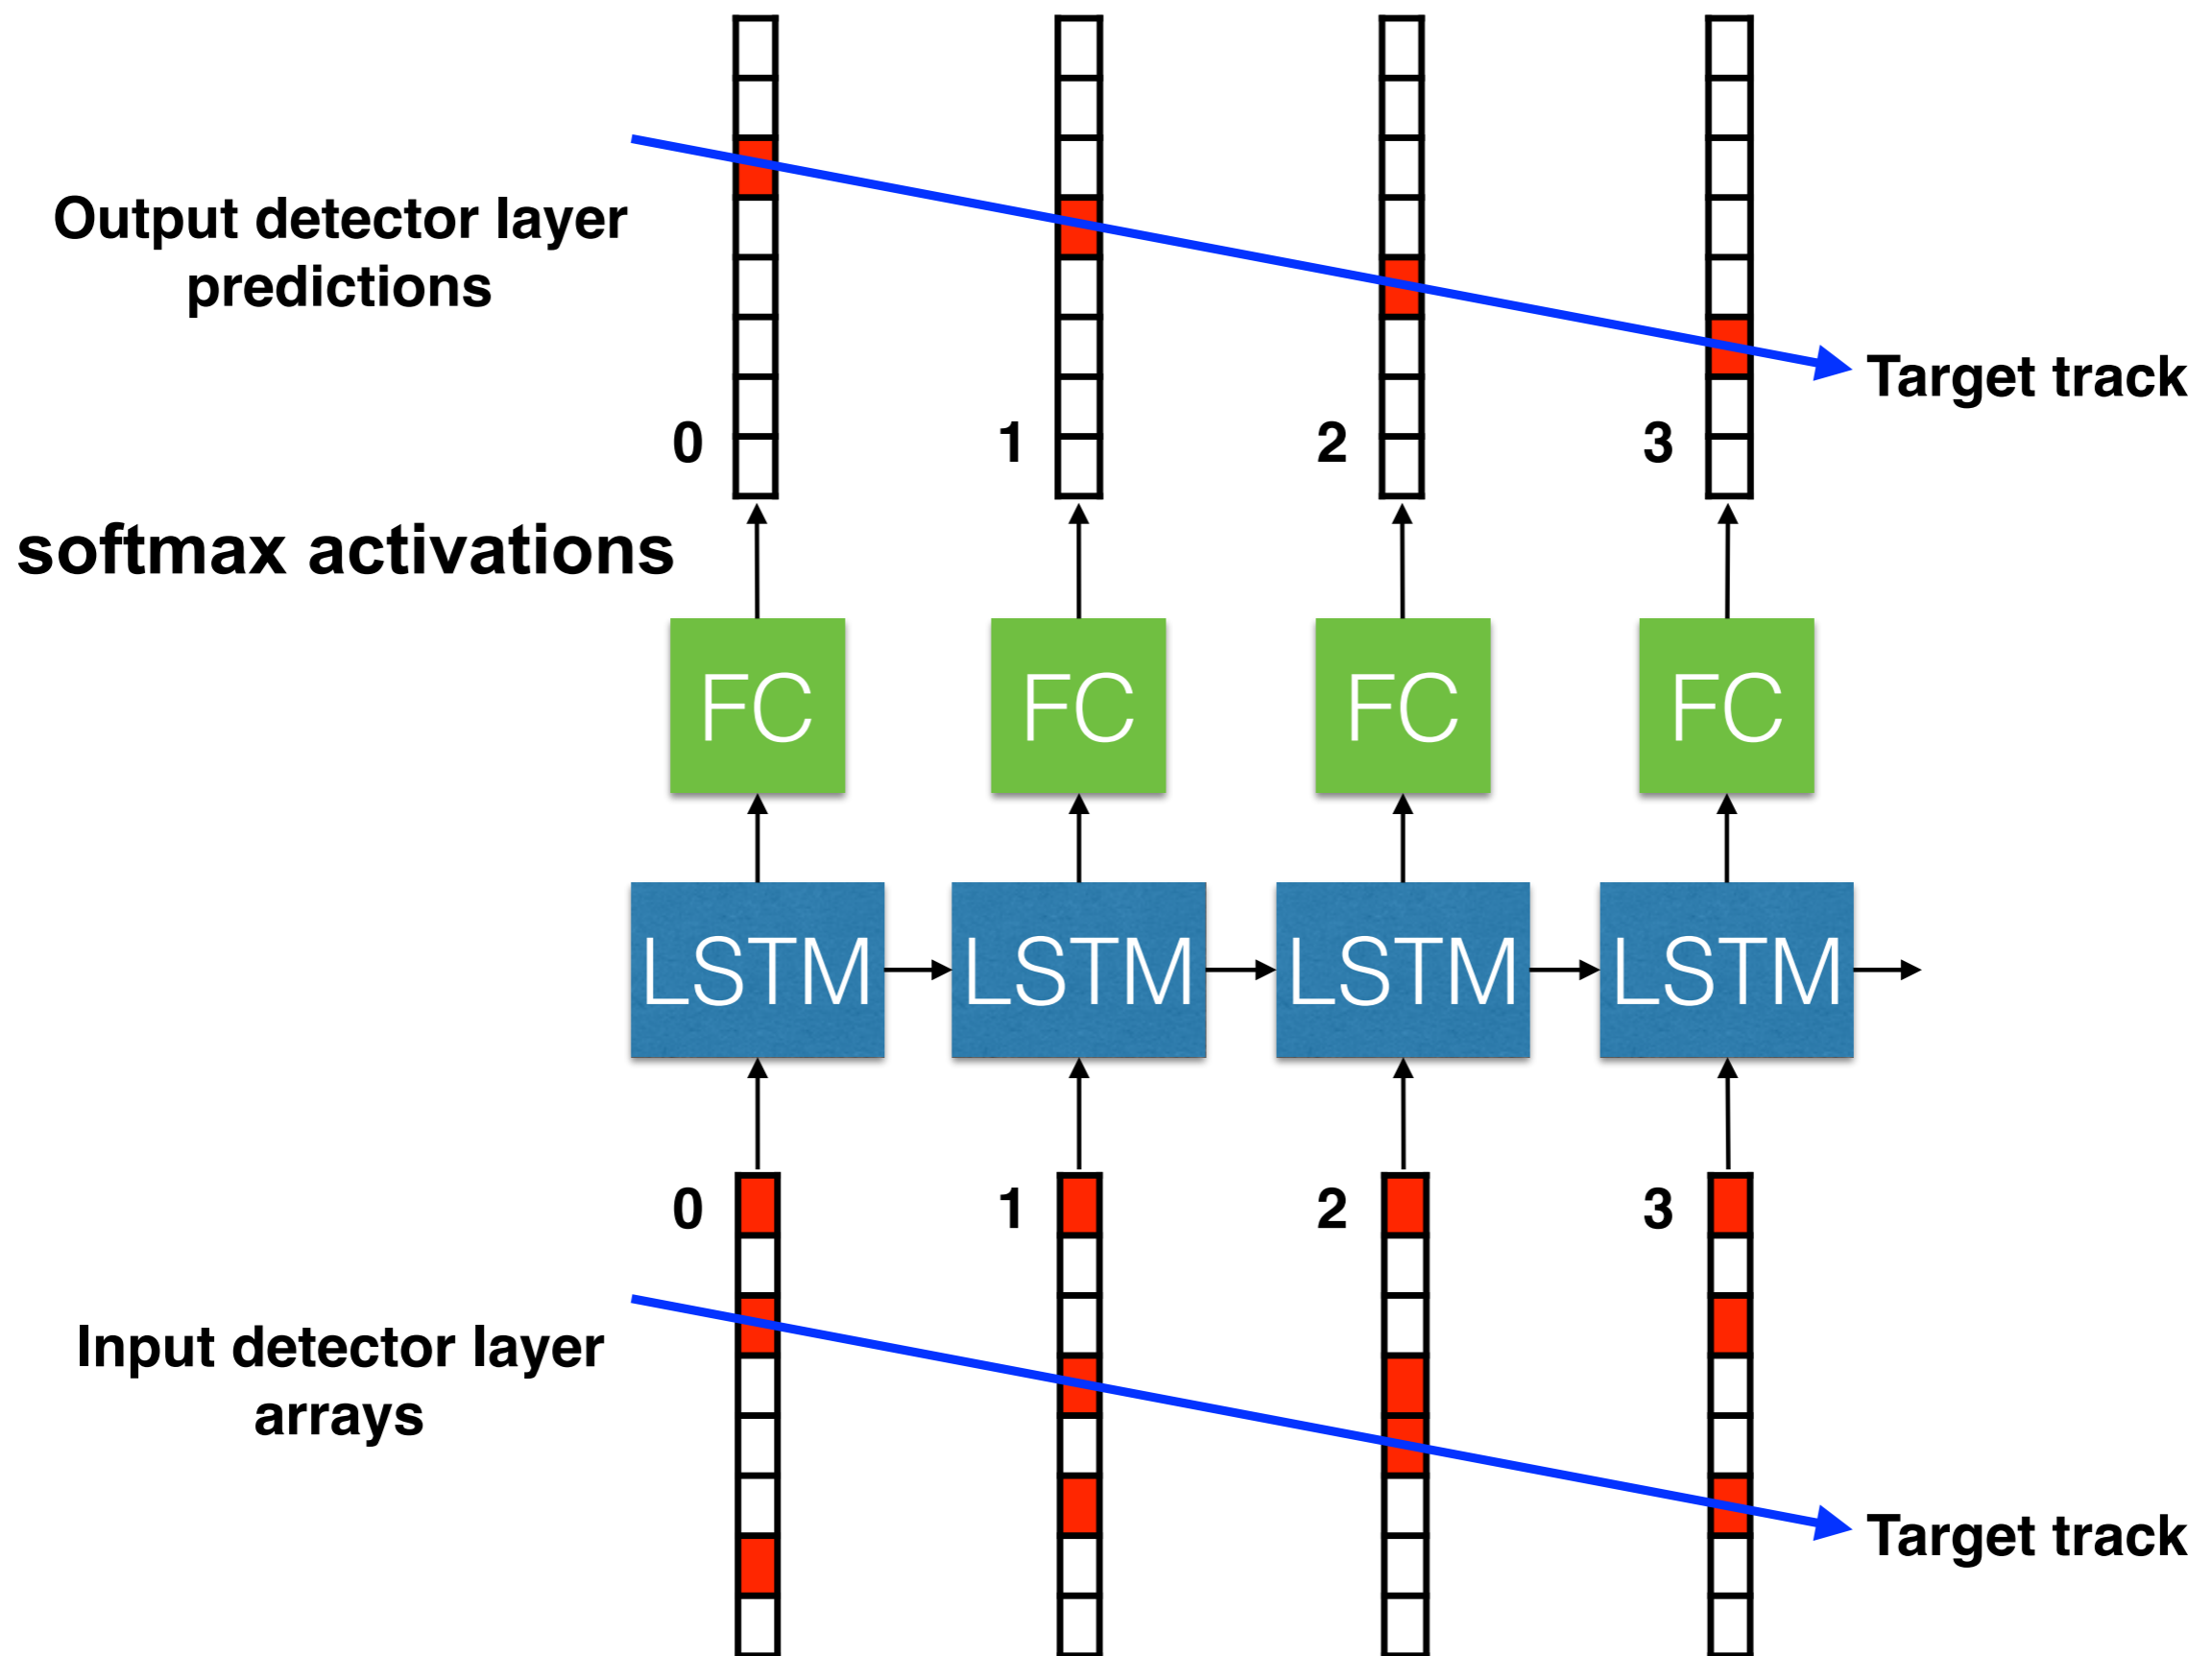 Output detector layer
predictions
Target track
0 1 2 3
softmax activations
FC FC FC FC
LSTM LSTM LSTM LSTM
0 1 2 3
Input detector layer
arrays
Target track